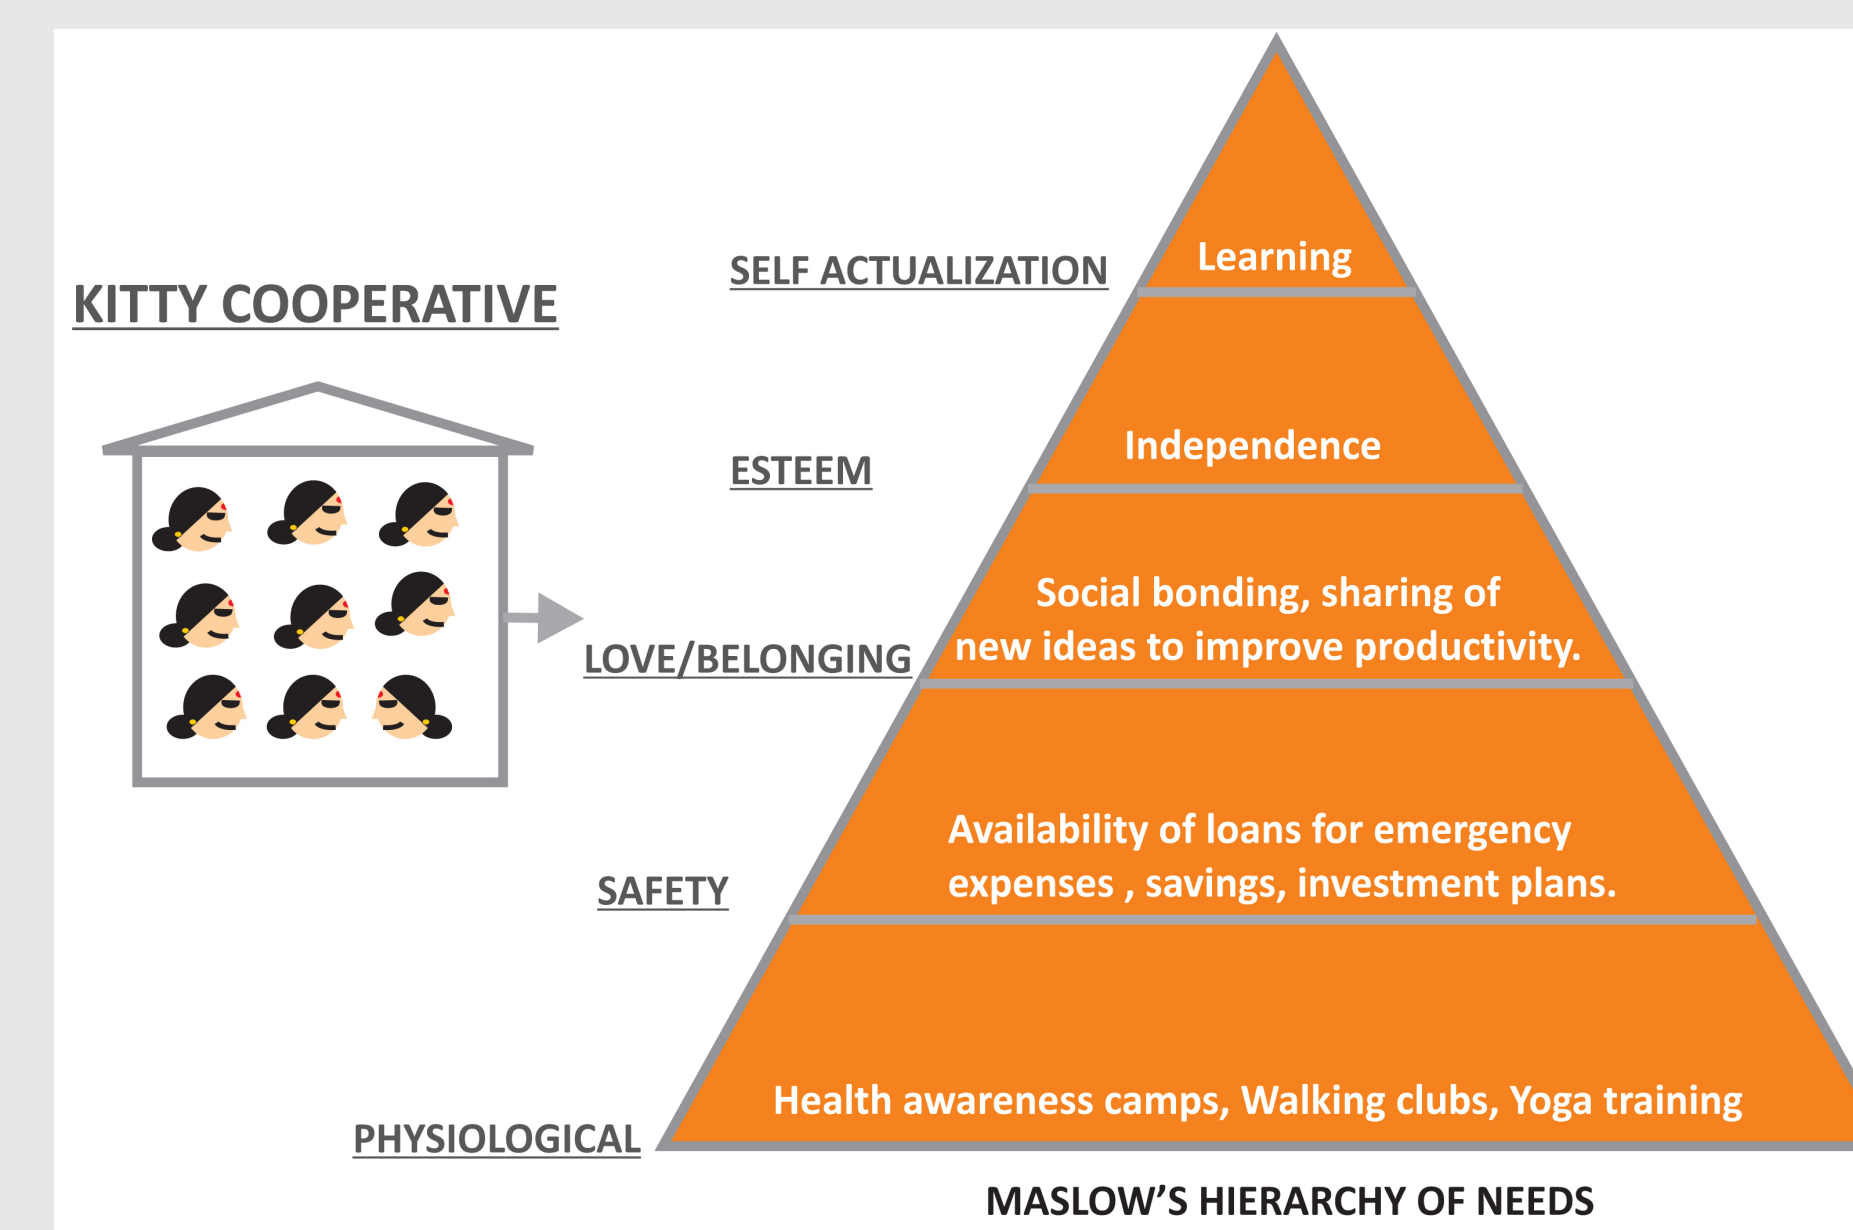 KITTY COOPERATIVE
SELF ACTUALIZATION
Learning
ESTEEM
Independence
LOVE/BELONGING
Social bonding, sharing of
new ideas to improve productivity.
SAFETY
Availability of loans for emergency
expenses , savings, investment plans.
PHYSIOLOGICAL
Health awareness camps, Walking clubs, Yoga training
MASLOW’S HIERARCHY OF NEEDS